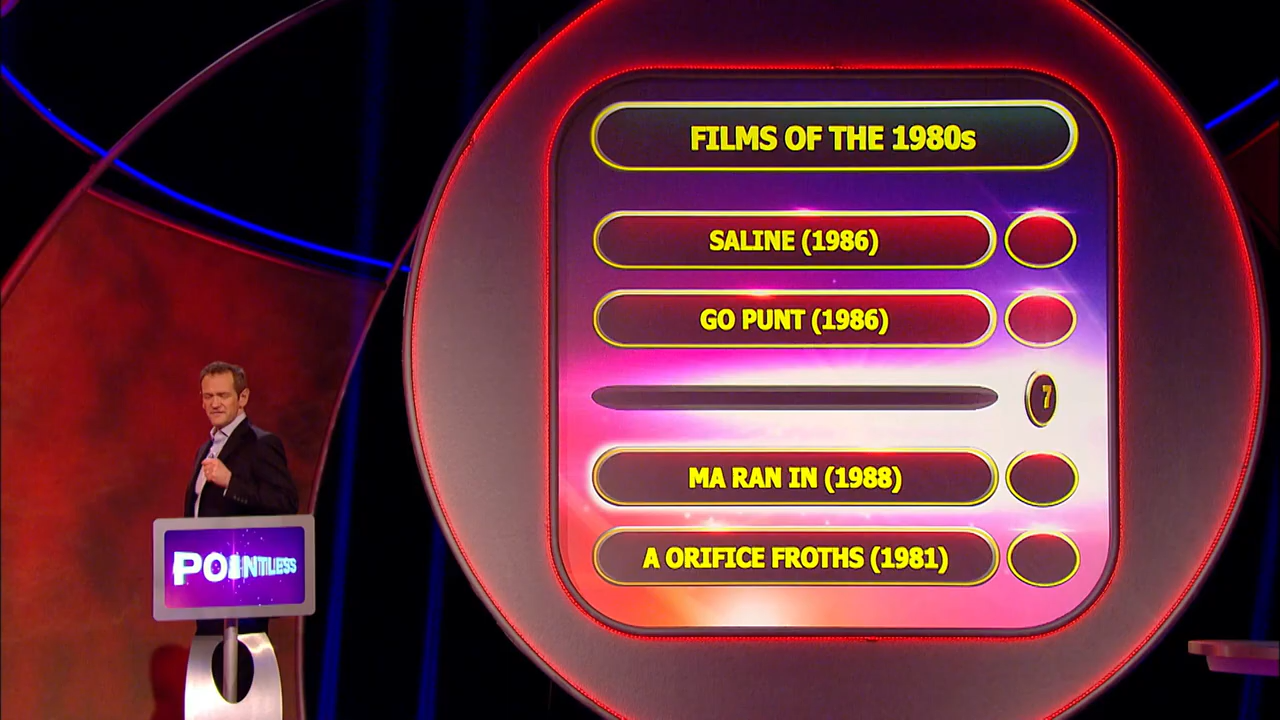 FILMS OF THE 1980s
SALINE (1986)
GO PUNT (1986)
7
MA RAN IN (1988)
A ORIFICE FROTHS (1981)
POINTLESS